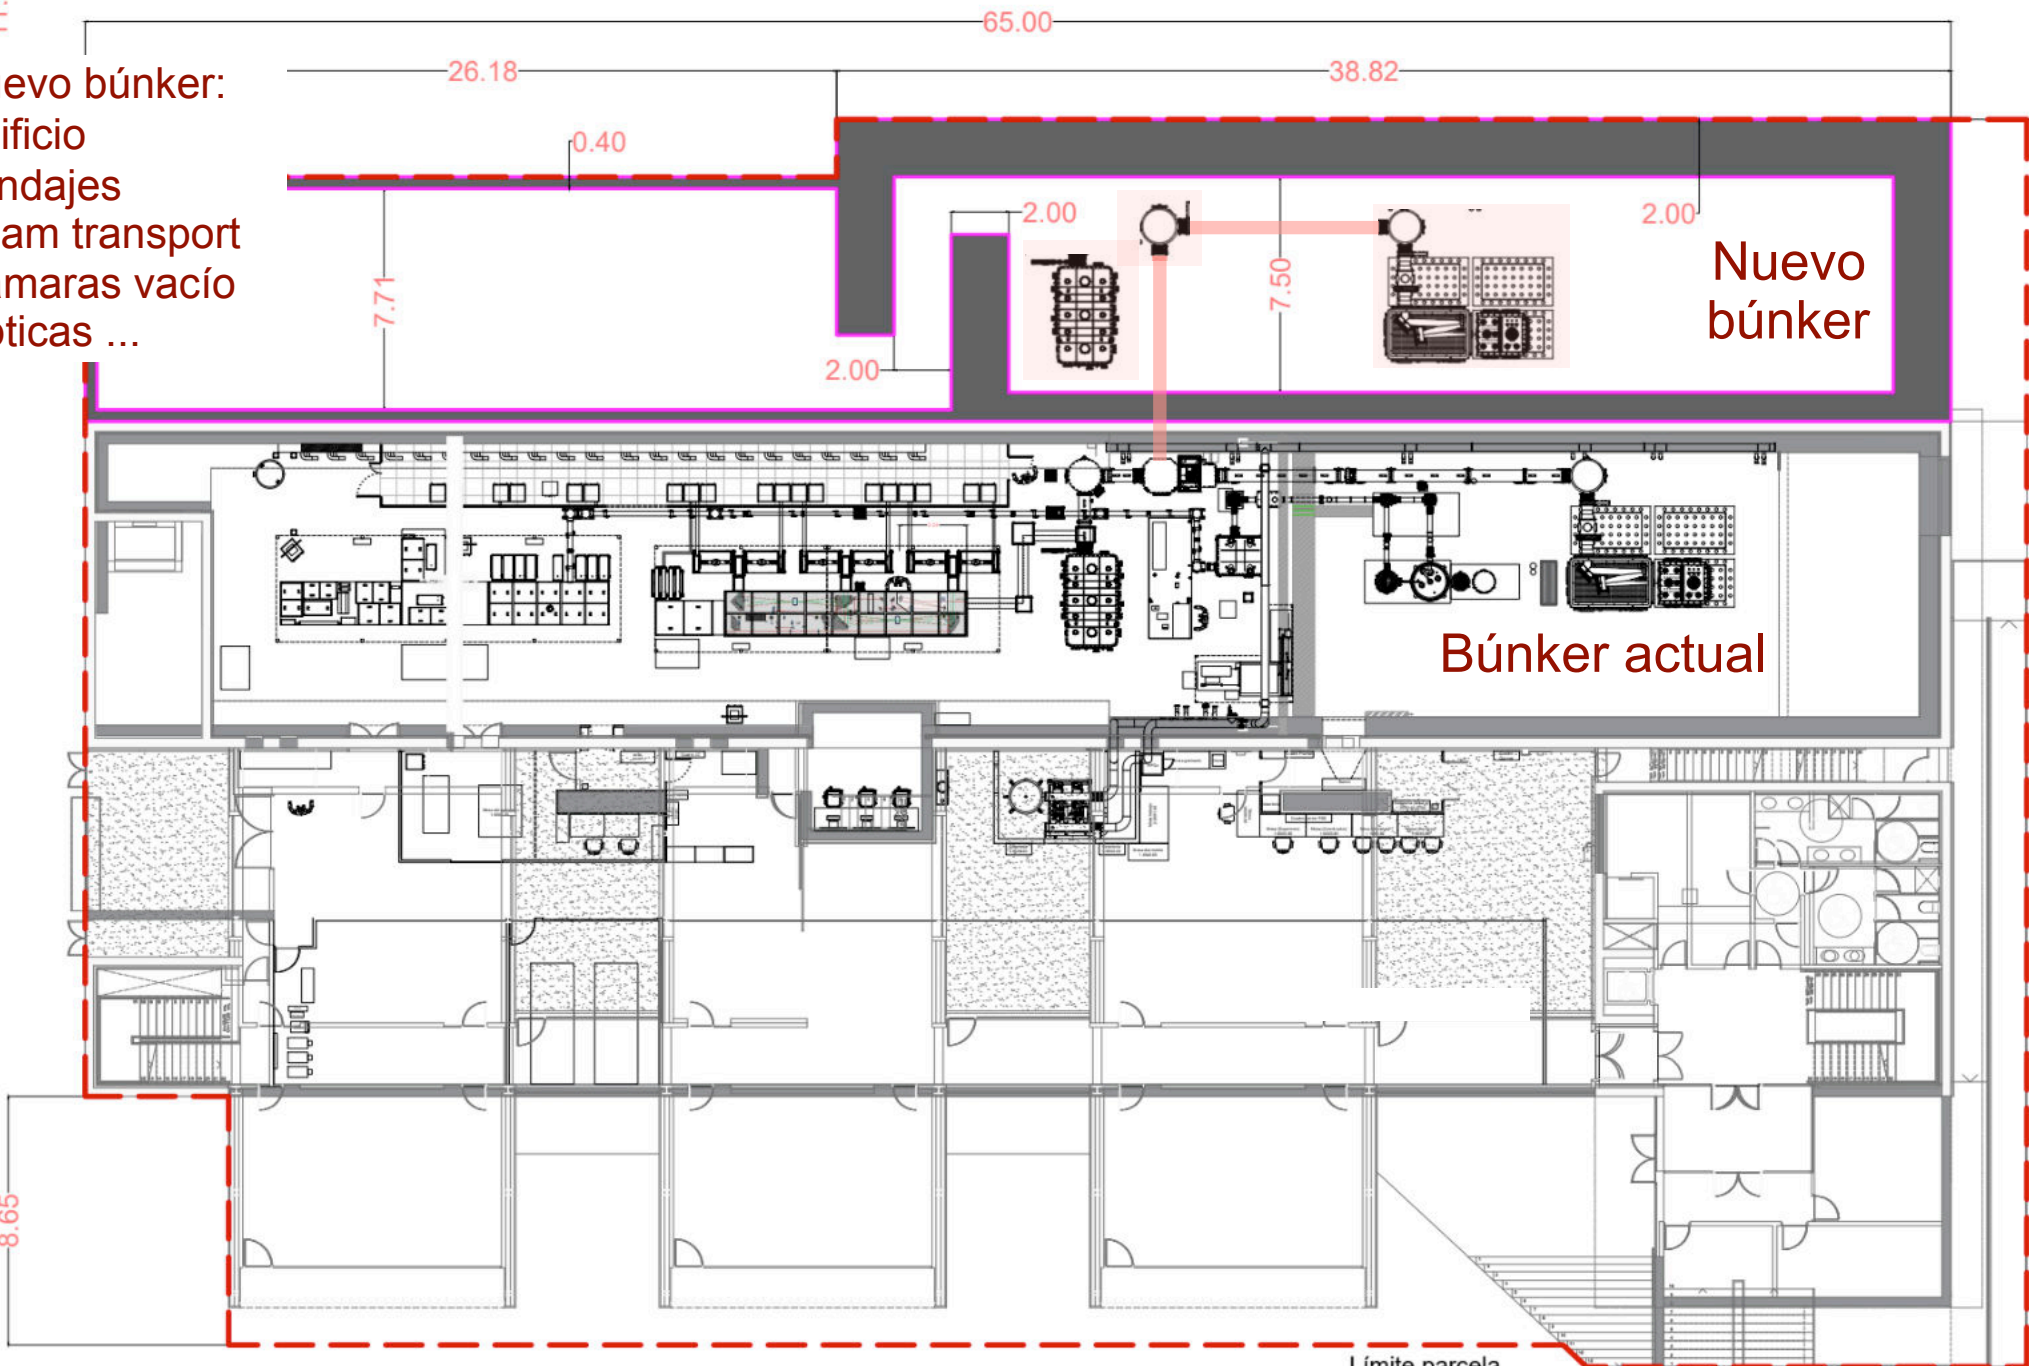 65.00
26.18
38.82
evo búnker:
ificio
ndajes
am transport
maras vacío
óticas ...
0.40
2.00
2.00
7.71
7.50
2.00
Nuevo
búnker
Búnker actual
8.65
Límite parcela